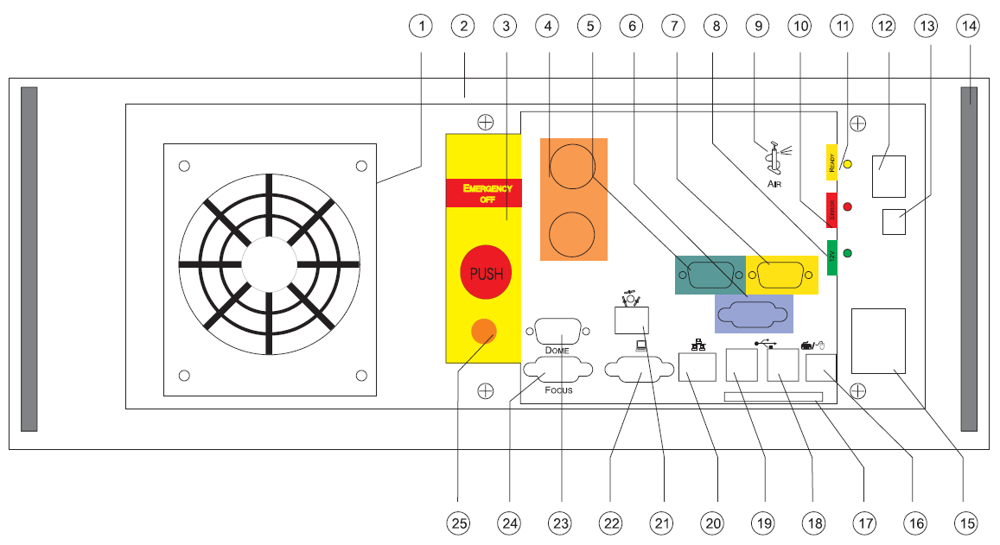 1 2 3 4 5 6 7 8 9 10 11 12 13 14
EMERGENCY
OFF
PUSH
AIR
READY
ERROR
12V
DOME
FOCUS
25 24 23 22 21 20 19 18 17 16 15